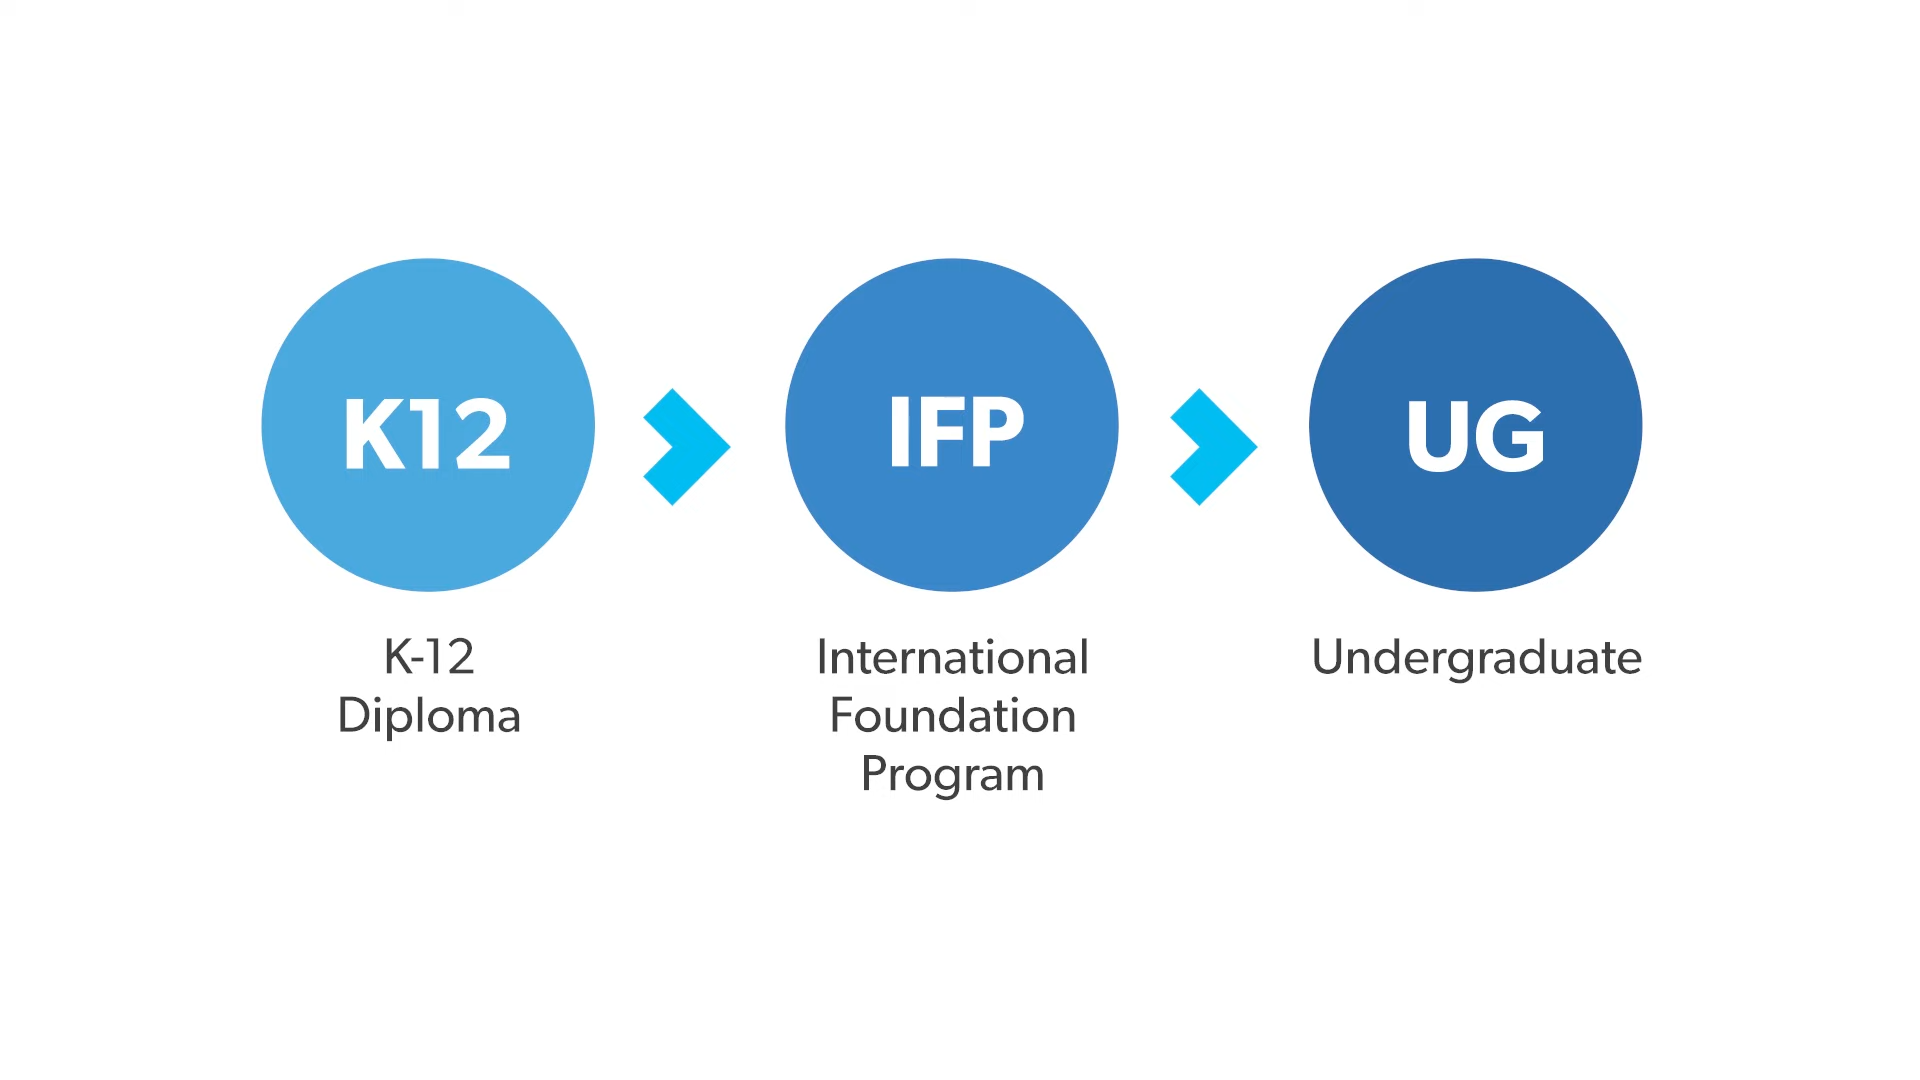 K12
K-12
Diploma
IFP
International
Foundation
Program
UG
Undergraduate